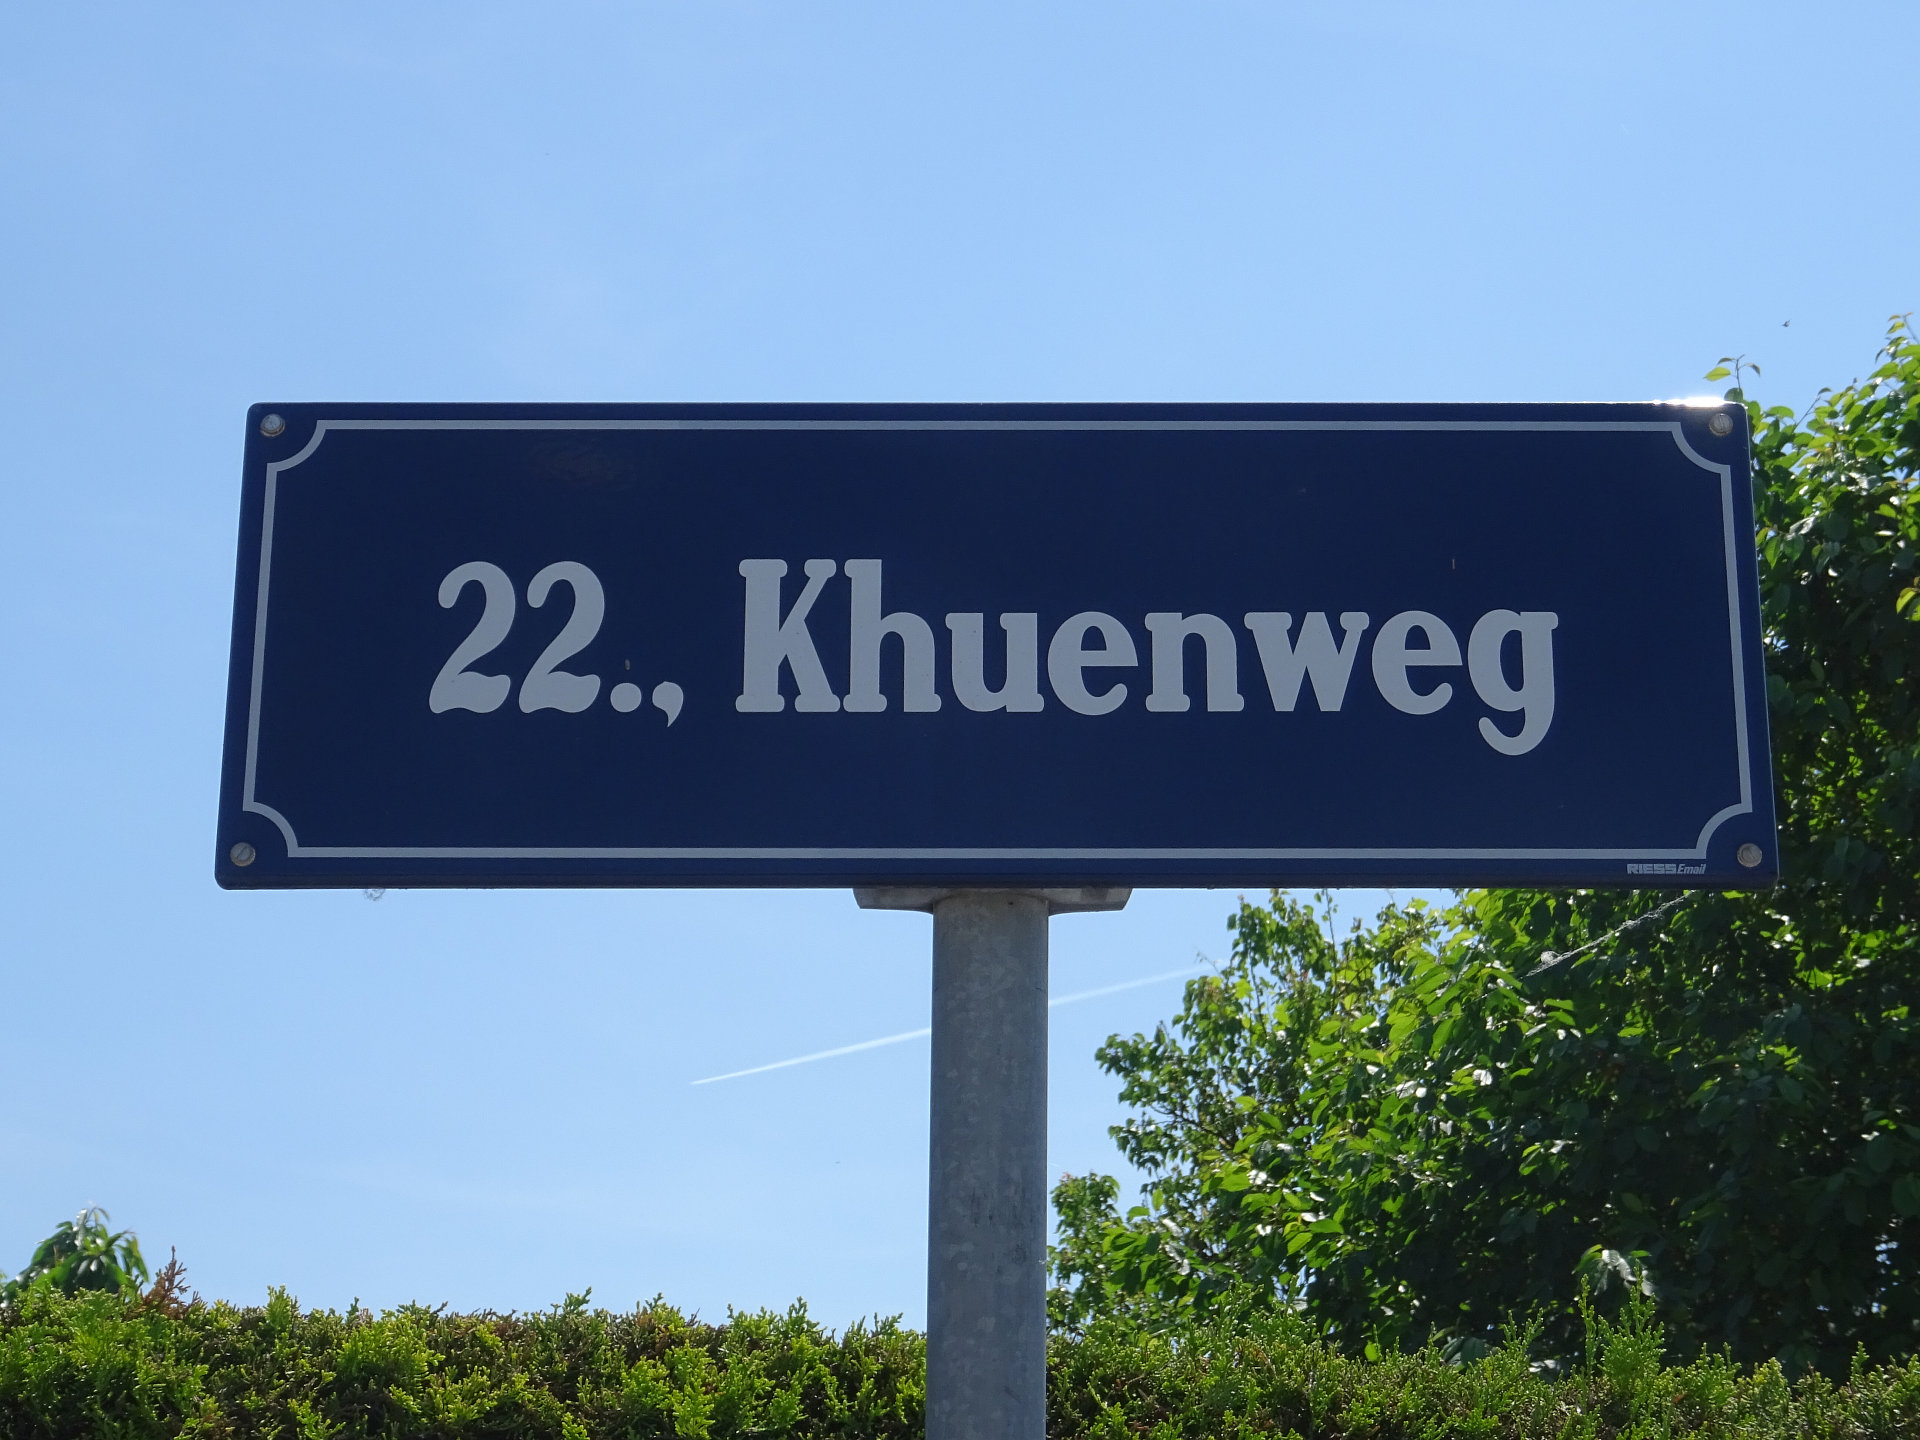 22., Khuenweg
RIESS Email